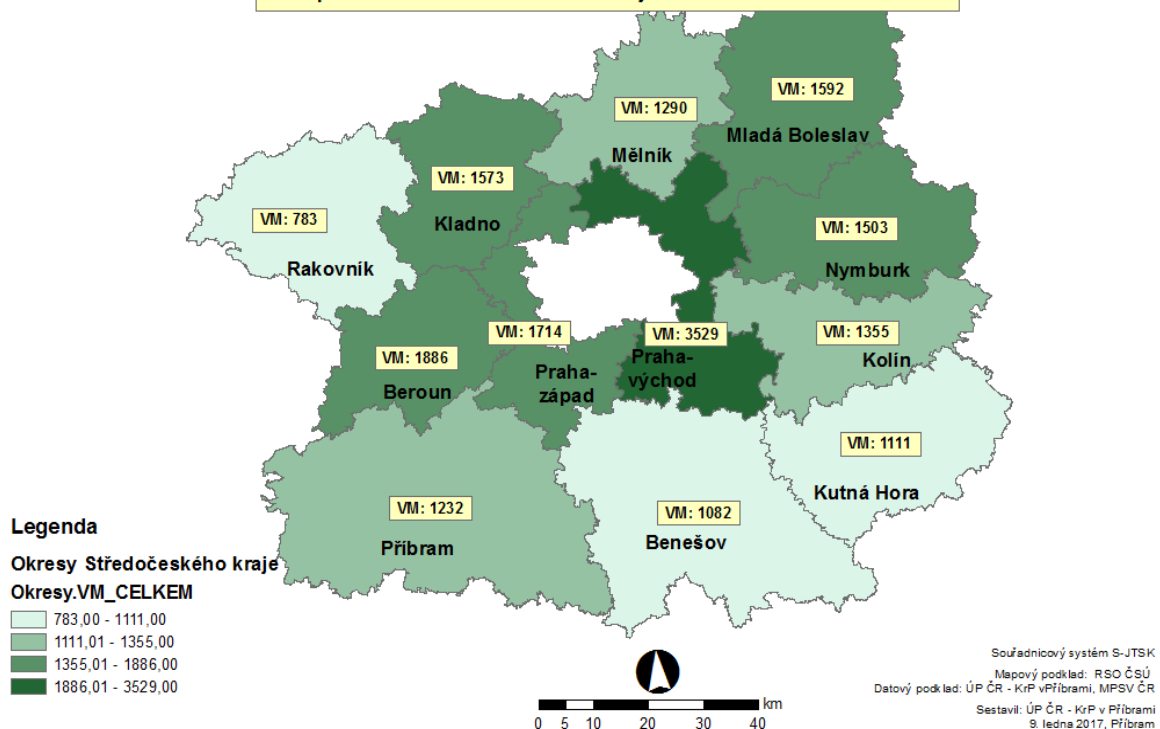 VM: 1592
VM: 1290
Mladá Boleslav
Mělník
VM: 1573
VM: 783
Kladno
VM: 1503
Rakovník
Nymburk
VM: 1714
VM: 3529
VM: 1355
VM: 1886
Praha-
východ
Kolín
Beroun
Praha-
západ
VM: 1111
Kutná Hora
VM: 1232
VM: 1082
Příbram
Benešov
Legenda
Okresy Středočeského kraje
Okresy.VM_CELKEM
783,00 - 1111,00
1111,01 - 1355,00
1355,01 - 1886,00
1886,01 - 3529,00
km
0 5 10 20 30 40
Souřadnicový systém S-JTSK
Mapový podklad: RSO ČSÚ
Datový podklad: ÚP ČR - KrP vPříbrami, MPSV ČR
Sestavil: ÚP ČR - KrP v Příbrami
9. ledna 2017, Příbram